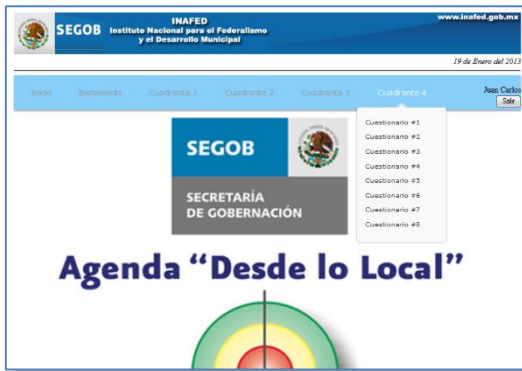 SEGOB
INAFED
Instituto Nacional para el Federalismo
y el Desarrollo Municipal
www.inafed.gob.mx
19 de Enero del 2013
Inicio Bienvenida Cuadrante 1 Cuadrante 2 Cuadrante 3 Cuadrante 4
Juan Carlos
Salir
Cuestionario #1
Cuestionario #2
Cuestionario #3
Cuestionario #4
Cuestionario #5
Cuestionario #6
Cuestionario #7
Cuestionario #8
SEGOB
SECRETARÍA
DE GOBERNACIÓN
Agenda “Desde lo Local”